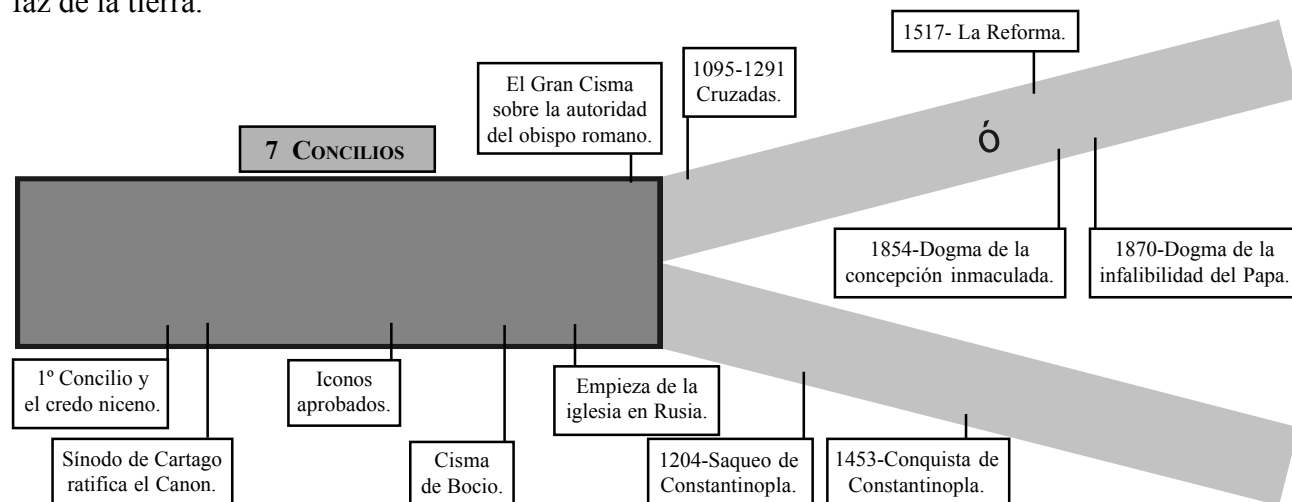 faz de la tierra.
1517- La Reforma.
El Gran Cisma
sobre la autoridad
del obispo romano.
1095-1291
Cruzadas.
7 CONCILIOS
ó
1854-Dogma de la
concepción inmaculada.
1870-Dogma de la
infalibilidad del Papa.
1º Concilio y
el credo niceno.
Iconos
aprobados.
Empieza de la
iglesia en Rusia.
Sínodo de Cartago
ratifica el Canon.
Cisma
de Bocio.
1204-Saqueo de
Constantinopla.
1453-Conquista de
Constantinopla.